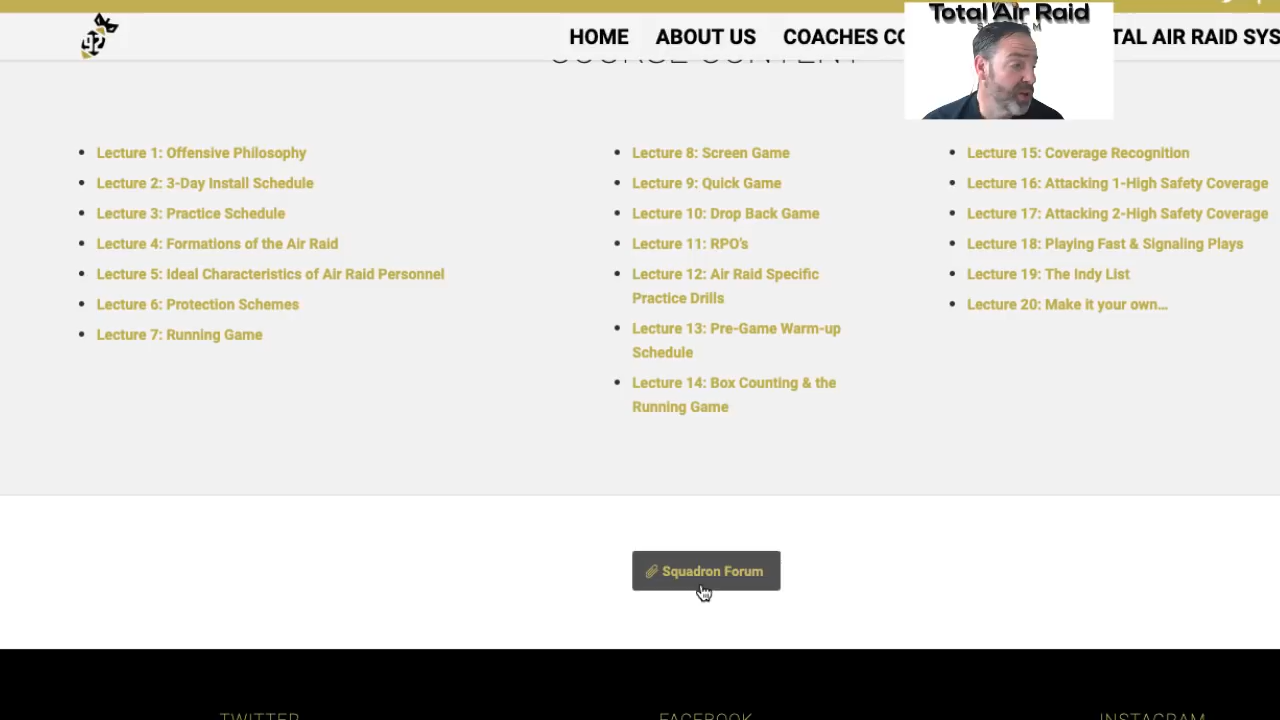 Total Air Raid
SYSTEM
92
HOME
ABOUT US
COACHES CO
TAL AIR RAID SYS
COURSE CONTENT
Lecture 1: Offensive Philosophy
Lecture 2: 3-Day Install Schedule
Lecture 3: Practice Schedule
Lecture 4: Formations of the Air Raid
Lecture 5: Ideal Characteristics of Air Raid Personnel
Lecture 6: Protection Schemes
Lecture 7: Running Game
Lecture 8: Screen Game
Lecture 9: Quick Game
Lecture 10: Drop Back Game
Lecture 11: RPO's
Lecture 12: Air Raid Specific
Practice Drills
Lecture 13: Pre-Game Warm-up
Schedule
Lecture 14: Box Counting & the
Running Game
Lecture 15: Coverage Recognition
Lecture 16: Attacking 1-High Safety Coverage
Lecture 17: Attacking 2-High Safety Coverage
Lecture 18: Playing Fast & Signaling Plays
Lecture 19: The Indy List
Lecture 20: Make it your own...
Squadron Forum
TWITTER
FACEBOOK
INSTAGRAM